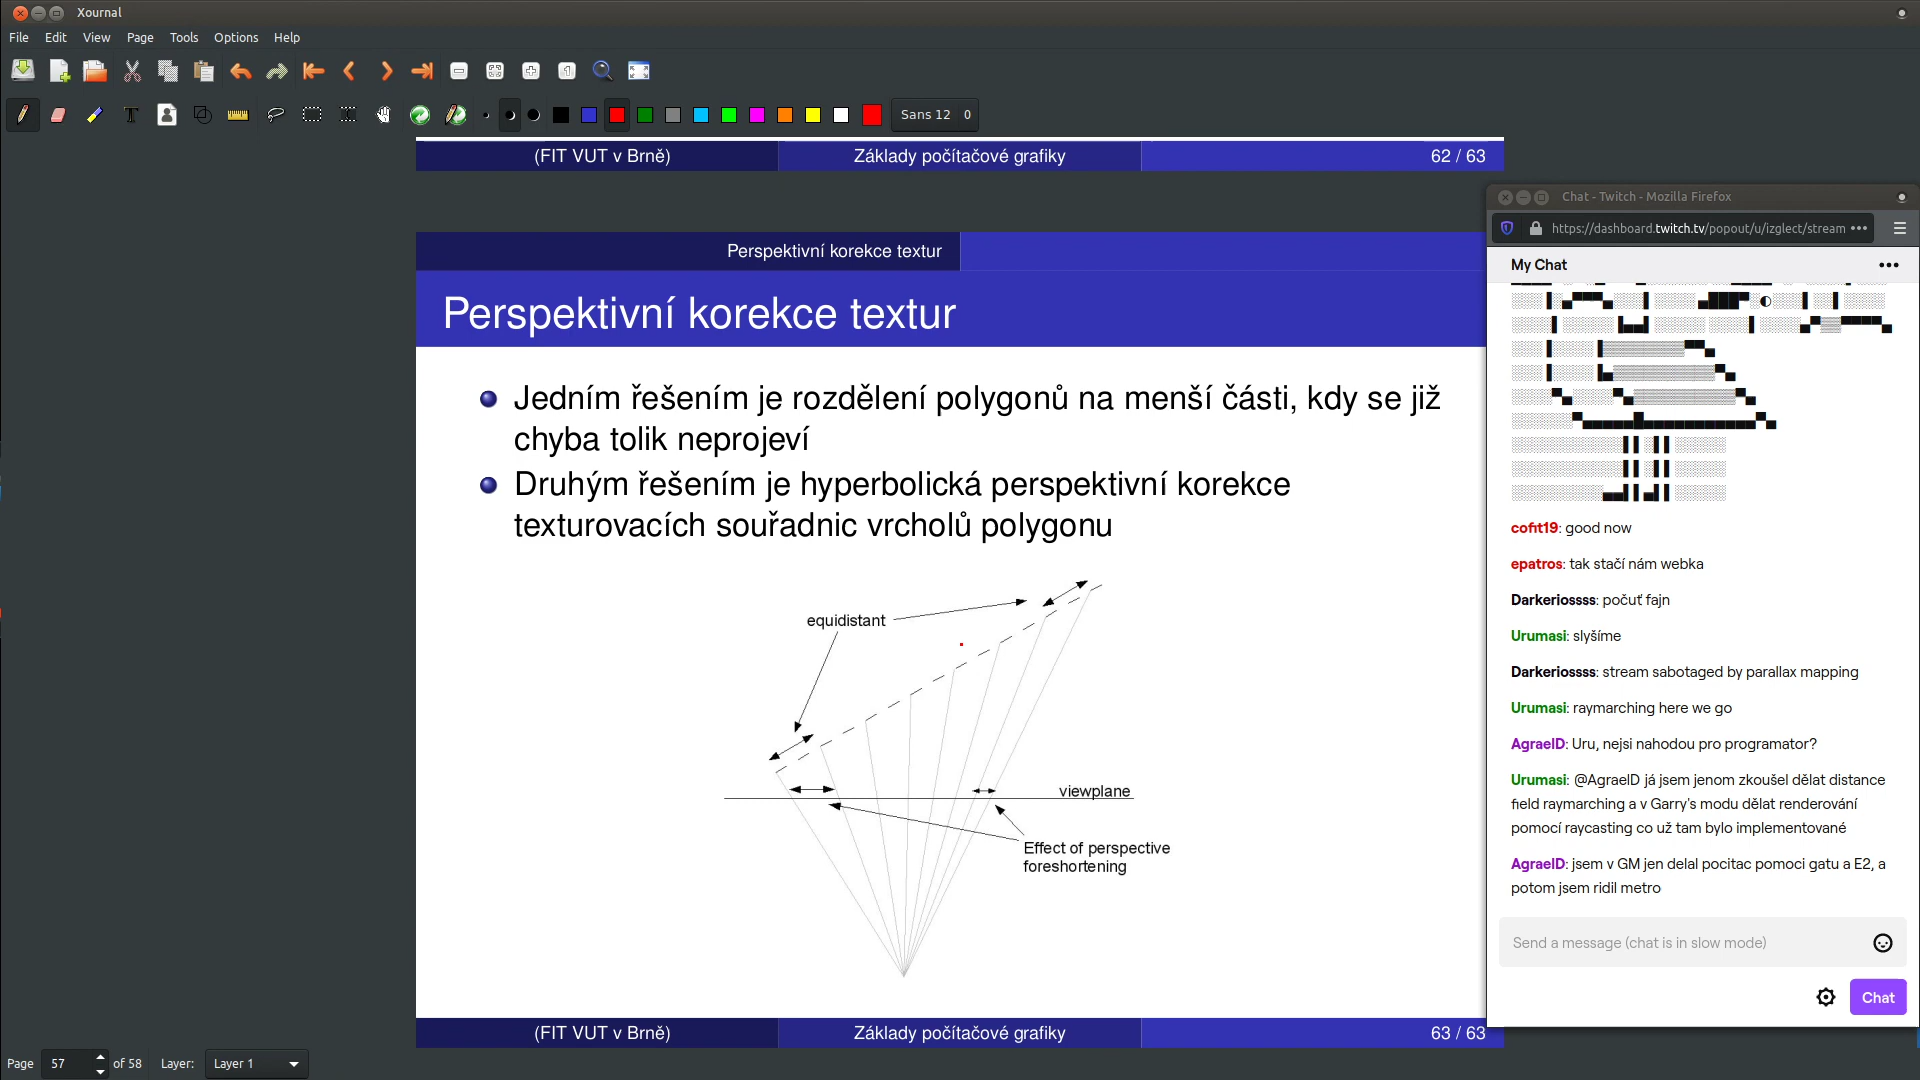 Xournal
File Edit View Page Tools Options Help
Sans 12 0
(FIT VUT v Brně) Základy počítačové grafiky 62 / 63
Perspektivní korekce textur
Perspektivní korekce textur
Jedním řešením je rozdělení polygonů na menší části, kdy se již
chyba tolik neprojeví
Druhým řešením je hyperbolická perspektivní korekce
texturovacích souřadnic vrcholů polygonu
equidistant
viewplane
Effect of perspective
foreshortening
(FIT VUT v Brně) Základy počítačové grafiky 63 / 63
Page 57 of 58 Layer: Layer 1
Chat - Twitch - Mozilla Firefox
https://dashboard.twitch.tv/popout/u/izglect/stream
My Chat
cofit19: good now
epatros: tak stačí nám webka
Darkeriossss: počuť fajn
Urumasi: slyšíme
Darkeriossss: stream sabotaged by parallax mapping
Urumasi: raymarching here we go
AgraelD: Uru, nejsi nahodou pro programator?
Urumasi: @AgraelD já jsem jenom zkoušel dělat distance
field raymarching a v Garry's modu dělat renderování
pomocí raycasting co už tam bylo implementované
AgraelD: jsem v GM jen delal pocitac pomoci gatu a E2, a
potom jsem ridil metro
Send a message (chat is in slow mode)
Chat